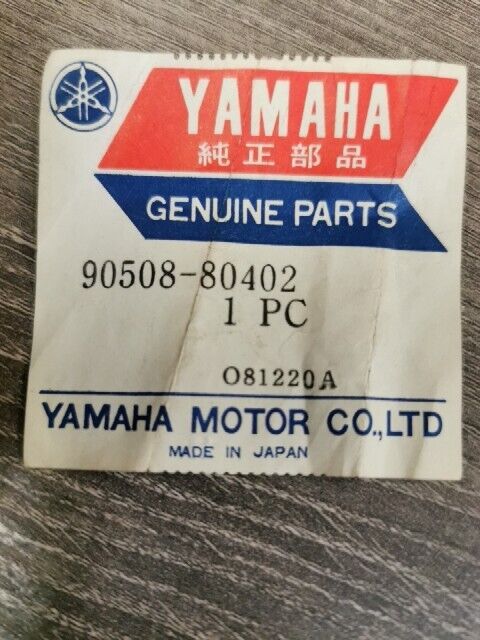 YAMAHA
純正部品
GENUINE PARTS
90508-80402
1 PC
O81220A
YAMAHA MOTOR CO.,LTD
MADE IN JAPAN